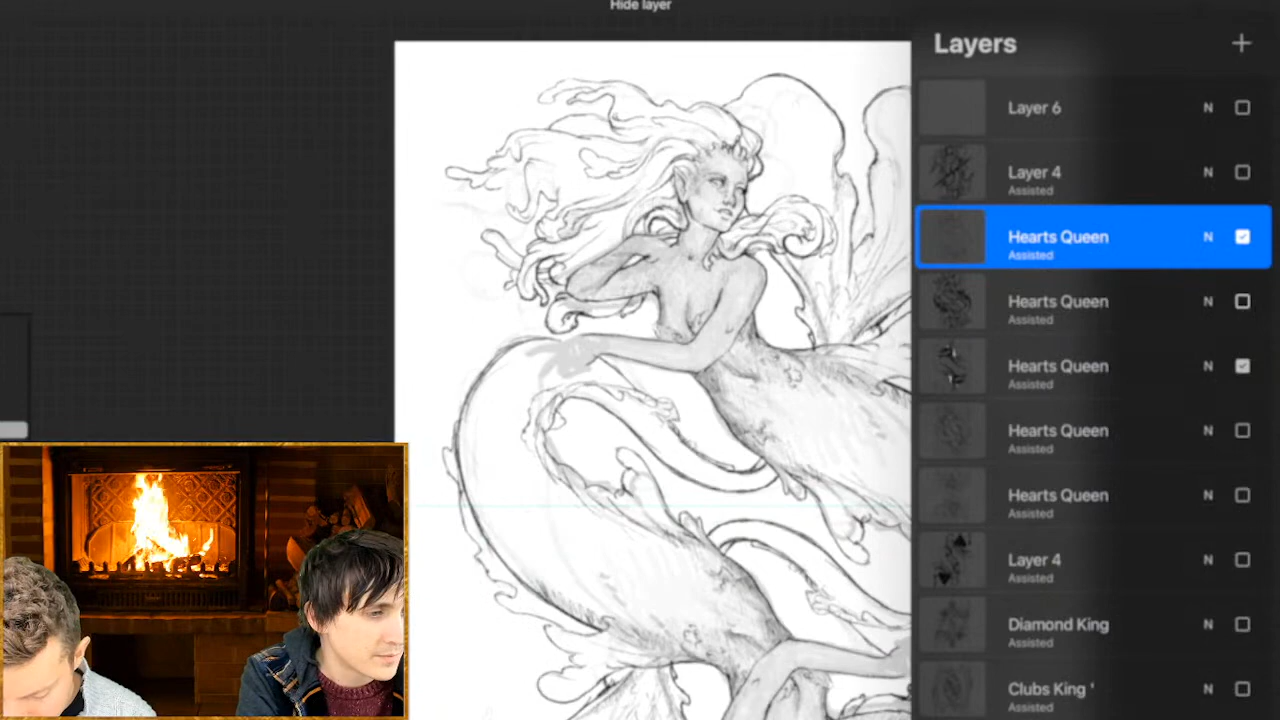 Hide layer
Layers
Layer 6 N
Layer 4 N
Assisted
Hearts Queen N
Assisted
Hearts Queen N
Assisted
Hearts Queen N
Assisted
Hearts Queen N
Assisted
Hearts Queen N
Assisted
Layer 4 N
Assisted
Diamond King N
Assisted
Clubs King ' N
Assisted